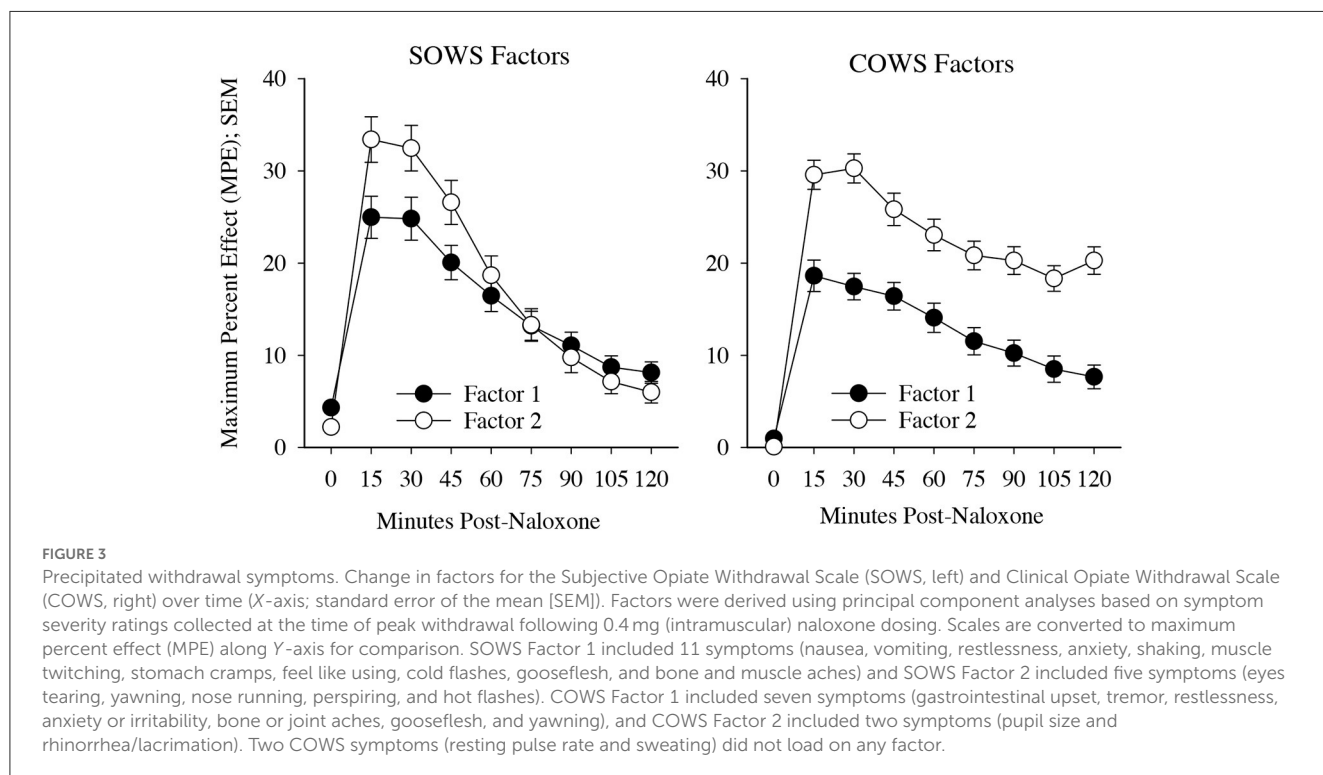 SOWS Factors
Maximum Percent Effect (MPE); SEM
40
30
20
10
0
Factor 1
Factor 2
0 15 30 45 60 75 90 105 120
Minutes Post-Naloxone
COWS Factors
40
30
20
10
0
Factor 1
Factor 2
0 15 30 45 60 75 90 105 120
Minutes Post-Naloxone
FIGURE 3
Precipitated withdrawal symptoms. Change in factors for the Subjective Opiate Withdrawal Scale (SOWS, left) and Clinical Opiate Withdrawal Scale
(COWS, right) over time (X-axis; standard error of the mean [SEM]). Factors were derived using principal component analyses based on symptom
severity ratings collected at the time of peak withdrawal following 0.4 mg (intramuscular) naloxone dosing. Scales are converted to maximum
percent effect (MPE) along Y-axis for comparison. SOWS Factor 1 included 11 symptoms (nausea, vomiting, restlessness, anxiety, shaking, muscle
twitching, stomach cramps, feel like using, cold flashes, gooseflesh, and bone and muscle aches) and SOWS Factor 2 included five symptoms (eyes
tearing, yawning, nose running, perspiring, and hot flashes). COWS Factor 1 included seven symptoms (gastrointestinal upset, tremor, restlessness,
anxiety or irritability, bone or joint aches, gooseflesh, and yawning), and COWS Factor 2 included two symptoms (pupil size and
rhinorrhea/lacrimation). Two COWS symptoms (resting pulse rate and sweating) did not load on any factor.